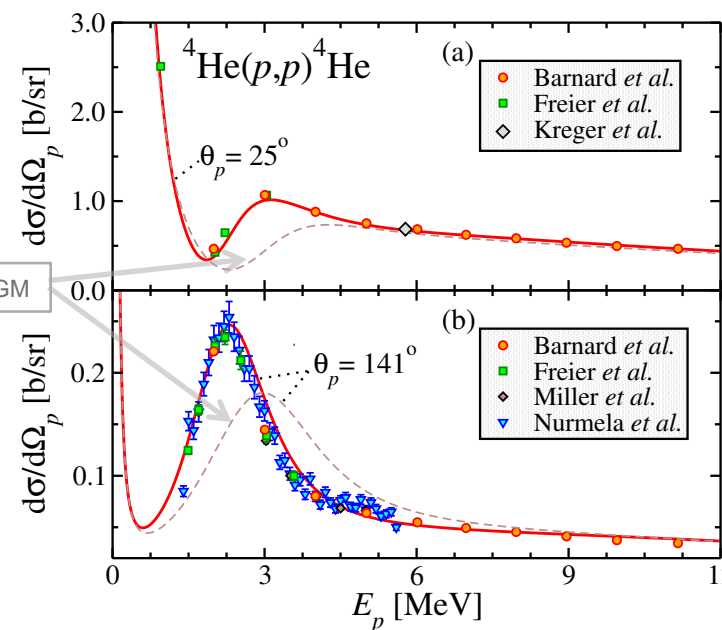 3.0
2.0
1.0
0.0
dσ/dΩp [b/sr]
⁴He(p,p)⁴He
(a)
Barnard et al.
Freier et al.
Kreger et al.
θp = 25°
GM
0.2
0.1
dσ/dΩp [b/sr]
(b)
Barnard et al.
Freier et al.
Miller et al.
Nurmela et al.
θp = 141°
0 3 6 9
Ep [MeV]